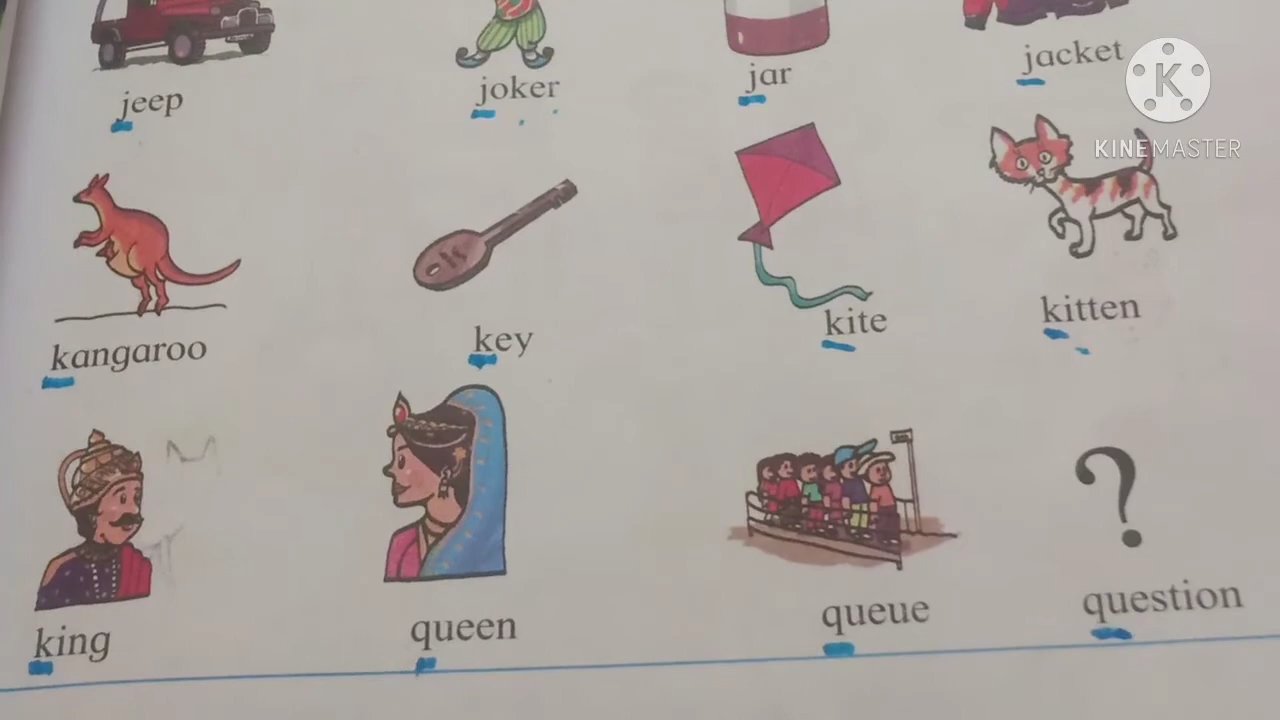 jeep joker jar jacket
K
KINEMASTER
kangaroo key kite kitten
king queen queue question
?